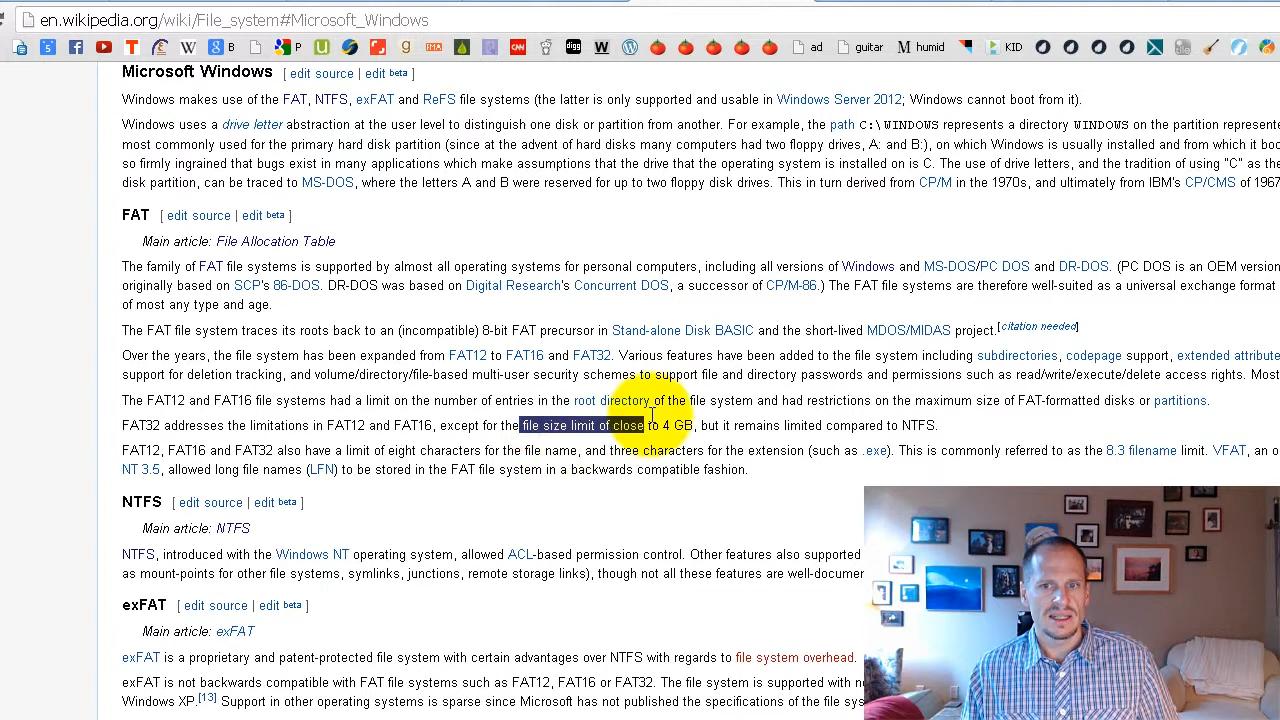 en.wikipedia.org/wiki/File_system#Microsoft_Windows
B P U g IMA CNN digg W ad guitar M humid KID
Microsoft Windows [ edit source | edit beta ]
Windows makes use of the FAT, NTFS, exFAT and ReFS file systems (the latter is only supported and usable in Windows Server 2012; Windows cannot boot from it).
Windows uses a drive letter abstraction at the user level to distinguish one disk or partition from another. For example, the path C:\WINDOWS represents a directory WINDOWS on the partition represente
most commonly used for the primary hard disk partition (since at the advent of hard disks many computers had two floppy drives, A: and B:), on which Windows is usually installed and from which it boo
so firmly ingrained that bugs exist in many applications which make assumptions that the drive that the operating system is installed on is C. The use of drive letters, and the tradition of using "C" as the
disk partition, can be traced to MS-DOS, where the letters A and B were reserved for up to two floppy disk drives. This in turn derived from CP/M in the 1970s, and ultimately from IBM's CP/CMS of 1967
FAT [ edit source | edit beta ]
Main article: File Allocation Table
The family of FAT file systems is supported by almost all operating systems for personal computers, including all versions of Windows and MS-DOS/PC DOS and DR-DOS. (PC DOS is an OEM version
originally based on SCP's 86-DOS. DR-DOS was based on Digital Research's Concurrent DOS, a successor of CP/M-86.) The FAT file systems are therefore well-suited as a universal exchange format
of most any type and age.
The FAT file system traces its roots back to an (incompatible) 8-bit FAT precursor in Stand-alone Disk BASIC and the short-lived MDOS/MIDAS project.[citation needed]
Over the years, the file system has been expanded from FAT12 to FAT16 and FAT32. Various features have been added to the file system including subdirectories, codepage support, extended attribute
support for deletion tracking, and volume/directory/file-based multi-user security schemes to support file and directory passwords and permissions such as read/write/execute/delete access rights. Most
The FAT12 and FAT16 file systems had a limit on the number of entries in the root directory of the file system and had restrictions on the maximum size of FAT-formatted disks or partitions.
FAT32 addresses the limitations in FAT12 and FAT16, except for the file size limit of close to 4 GB, but it remains limited compared to NTFS.
FAT12, FAT16 and FAT32 also have a limit of eight characters for the file name, and three characters for the extension (such as .exe). This is commonly referred to as the 8.3 filename limit. VFAT, an o
NT 3.5, allowed long file names (LFN) to be stored in the FAT file system in a backwards compatible fashion.
NTFS [ edit source | edit beta ]
Main article: NTFS
NTFS, introduced with the Windows NT operating system, allowed ACL-based permission control. Other features also supported
as mount-points for other file systems, symlinks, junctions, remote storage links), though not all these features are well-documen
exFAT [ edit source | edit beta ]
Main article: exFAT
exFAT is a proprietary and patent-protected file system with certain advantages over NTFS with regards to file system overhead.
exFAT is not backwards compatible with FAT file systems such as FAT12, FAT16 or FAT32. The file system is supported with ne
Windows XP.[13] Support in other operating systems is sparse since Microsoft has not published the specifications of the file sys